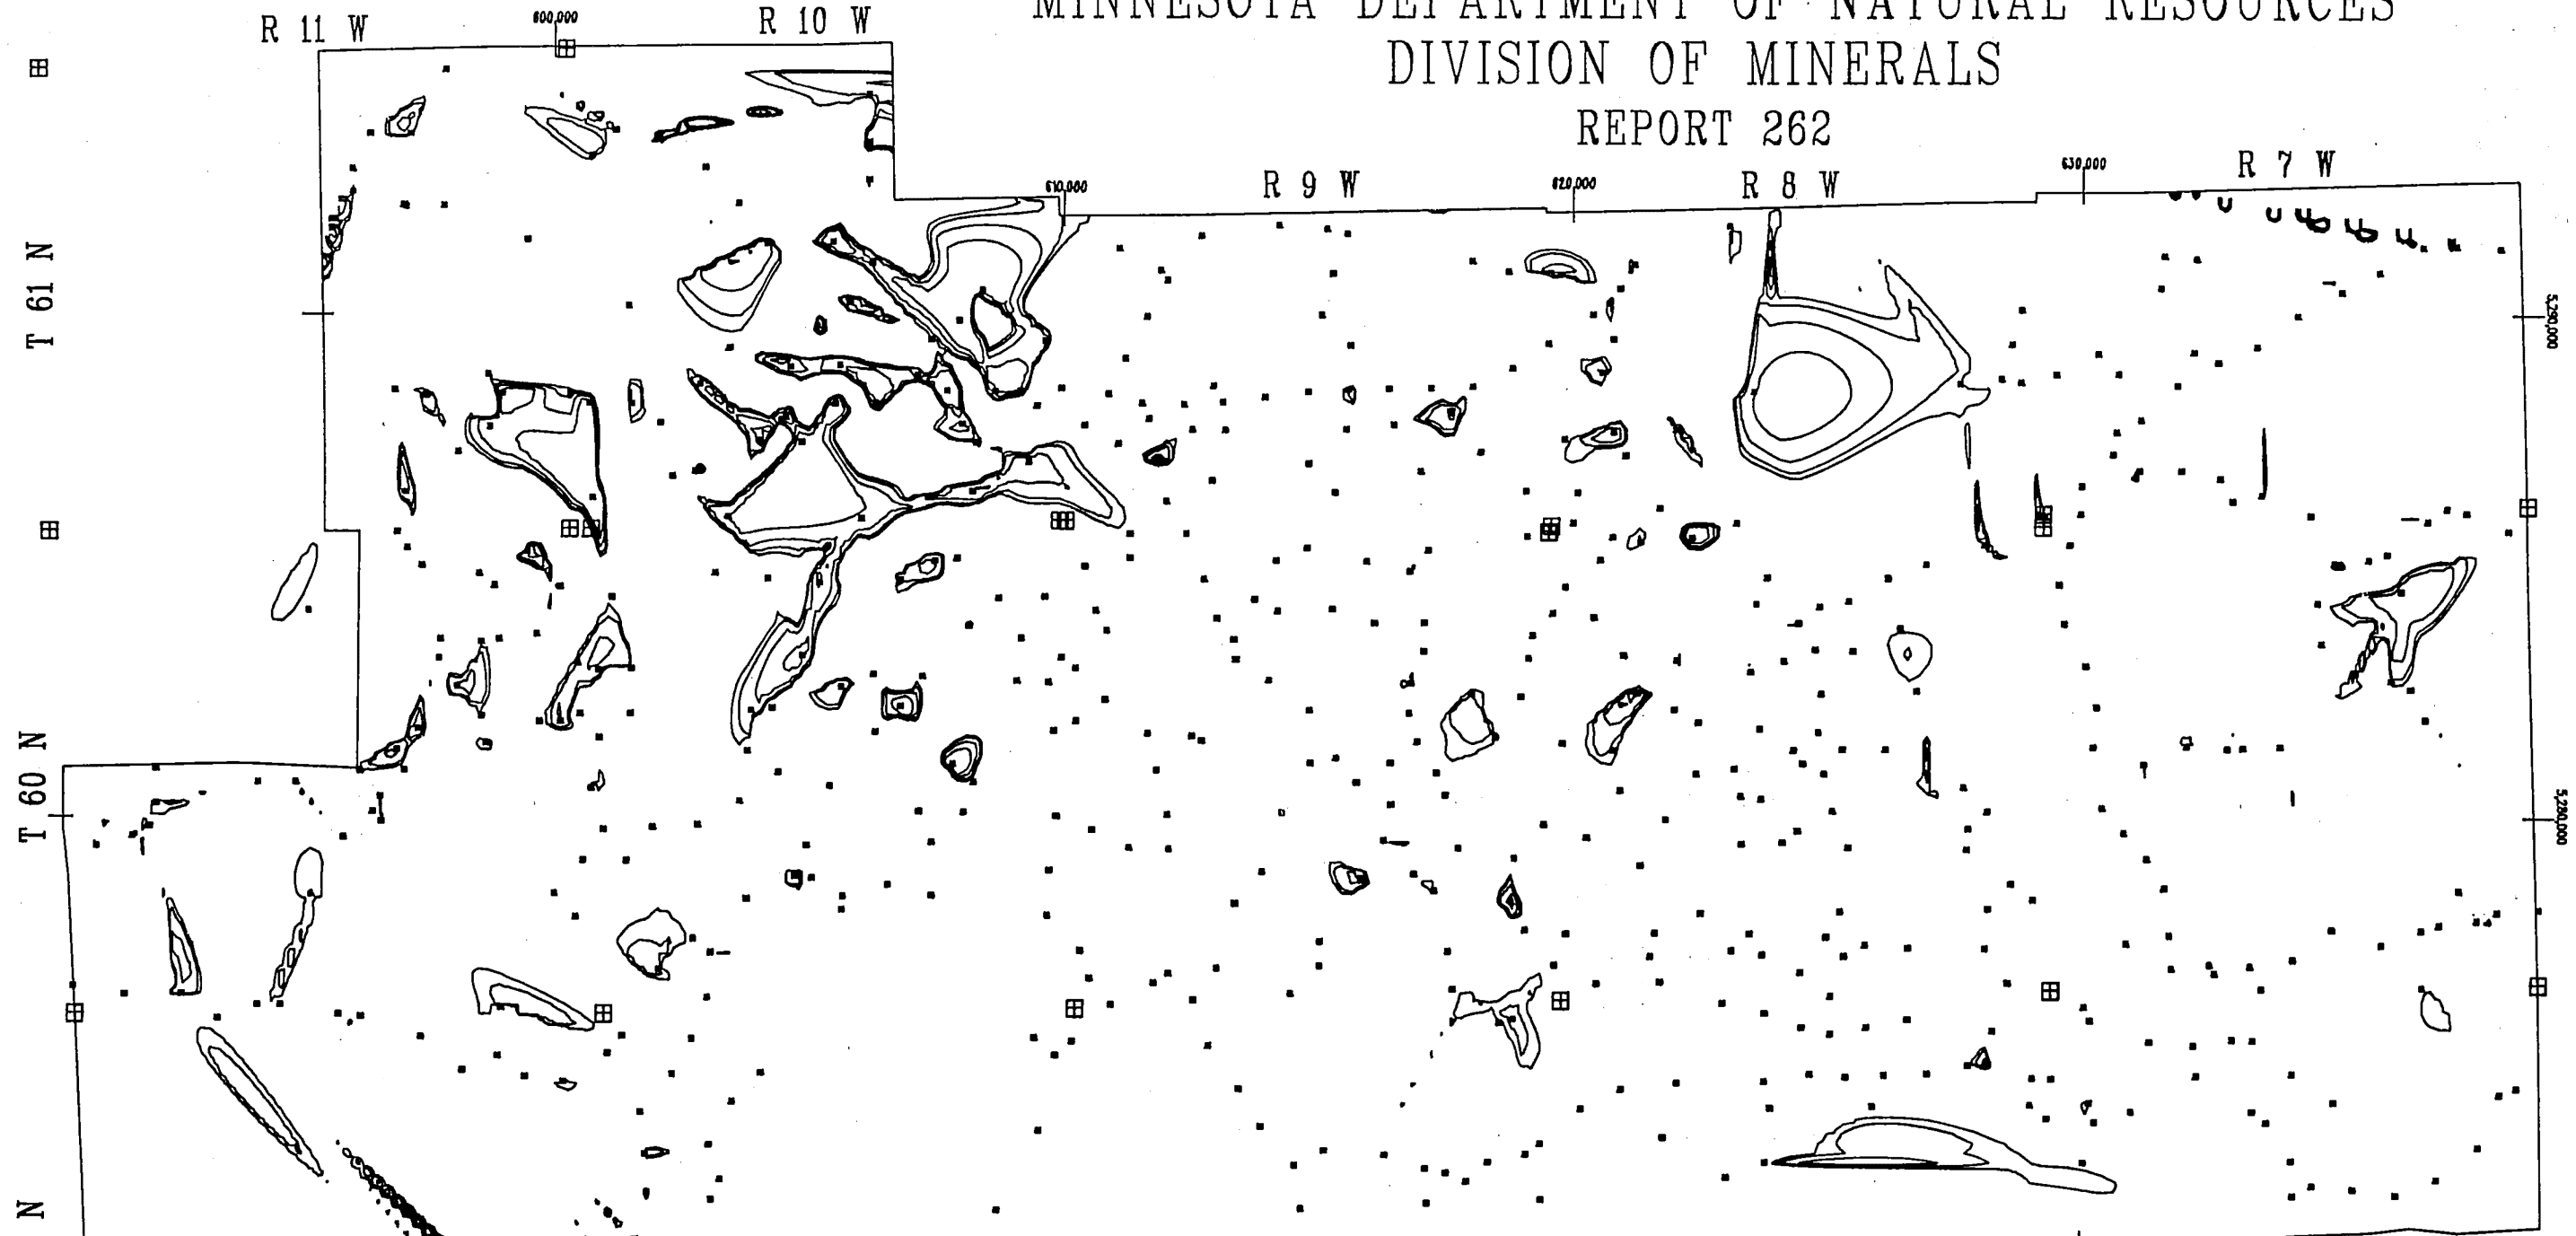 MINNESOTA DEPARTMENT OF NATURAL RESOURCES
DIVISION OF MINERALS
REPORT 262
R 11 W
600,000
R 10 W
610,000
R 9 W
620,000
R 8 W
630,000
R 7 W
T 61 N
5,290,000
T 60 N
5,280,000
N